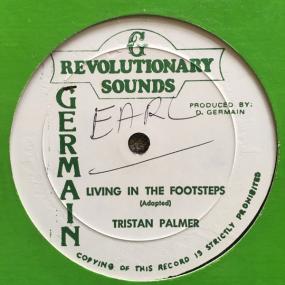 G
REVOLUTIONARY
SOUNDS
GERMAIN
PRODUCED BY:
D. GERMAIN
EARL
LIVING IN THE FOOTSTEPS
(Adapted)
TRISTAN PALMER
COPYING OF THIS RECORD IS STRICTLY PROHIBITED